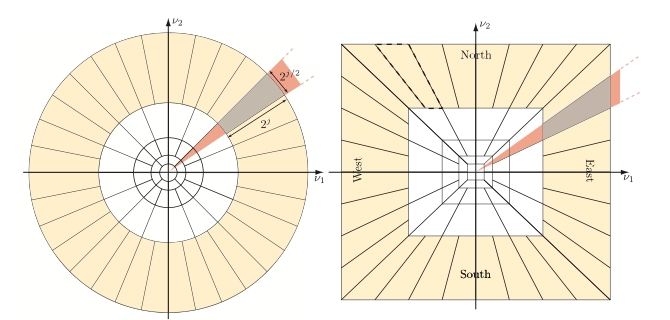 ν₂
2^{j/2}
2^j
ν₁
ν₂
North
West
East
ν₁
South